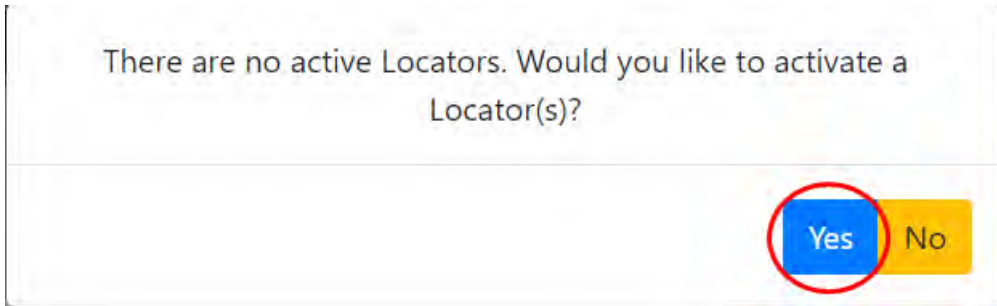 There are no active Locators. Would you like to activate a
Locator(s)?
Yes No